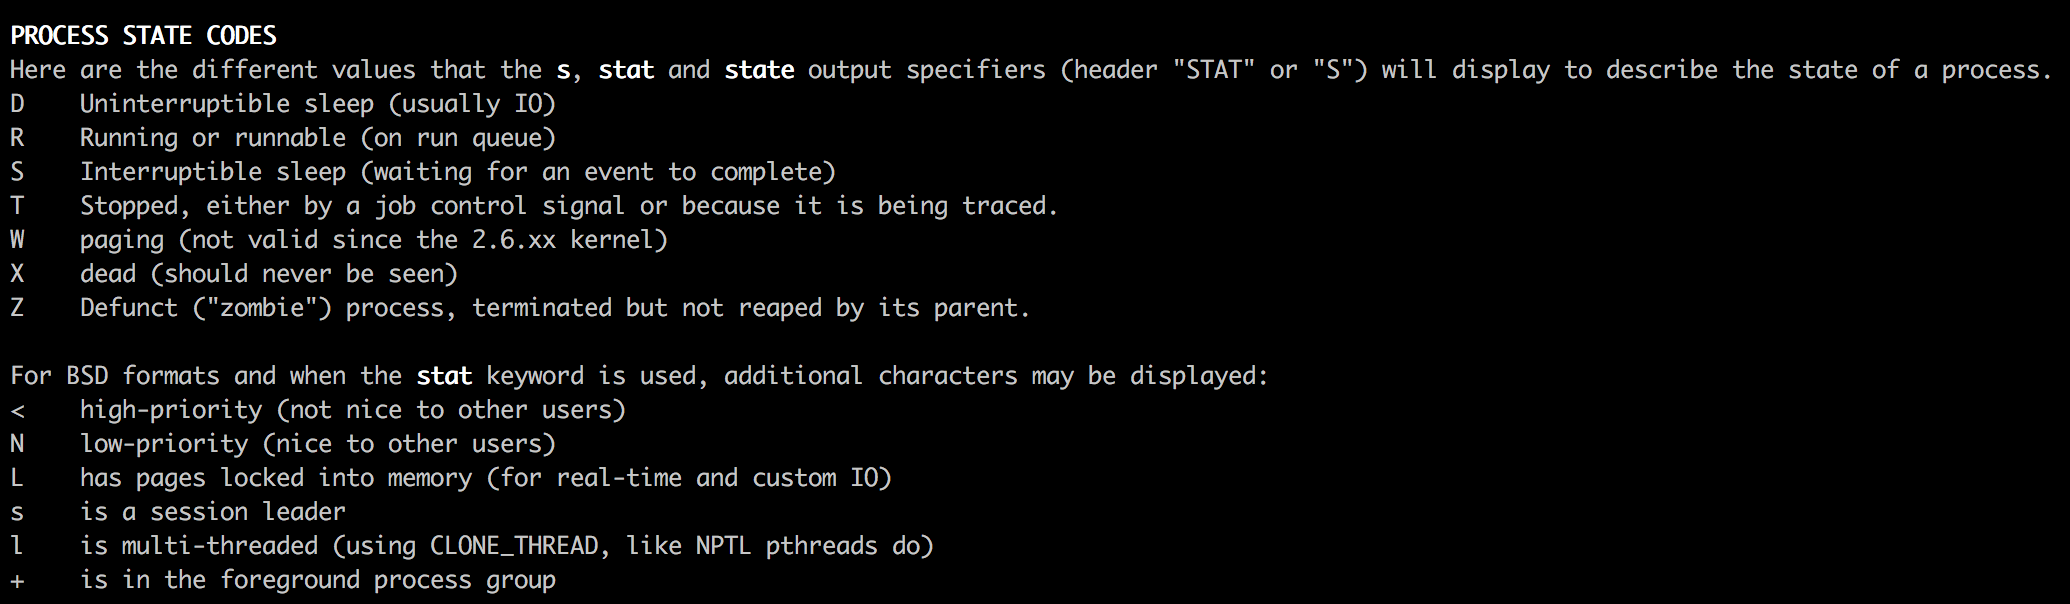 PROCESS STATE CODES
Here are the different values that the s, stat and state output specifiers (header "STAT" or "S") will display to describe the state of a process.
D    Uninterruptible sleep (usually IO)
R    Running or runnable (on run queue)
S    Interruptible sleep (waiting for an event to complete)
T    Stopped, either by a job control signal or because it is being traced.
W    paging (not valid since the 2.6.xx kernel)
X    dead (should never be seen)
Z    Defunct ("zombie") process, terminated but not reaped by its parent.

For BSD formats and when the stat keyword is used, additional characters may be displayed:
<    high-priority (not nice to other users)
N    low-priority (nice to other users)
L    has pages locked into memory (for real-time and custom IO)
s    is a session leader
l    is multi-threaded (using CLONE_THREAD, like NPTL pthreads do)
+    is in the foreground process group